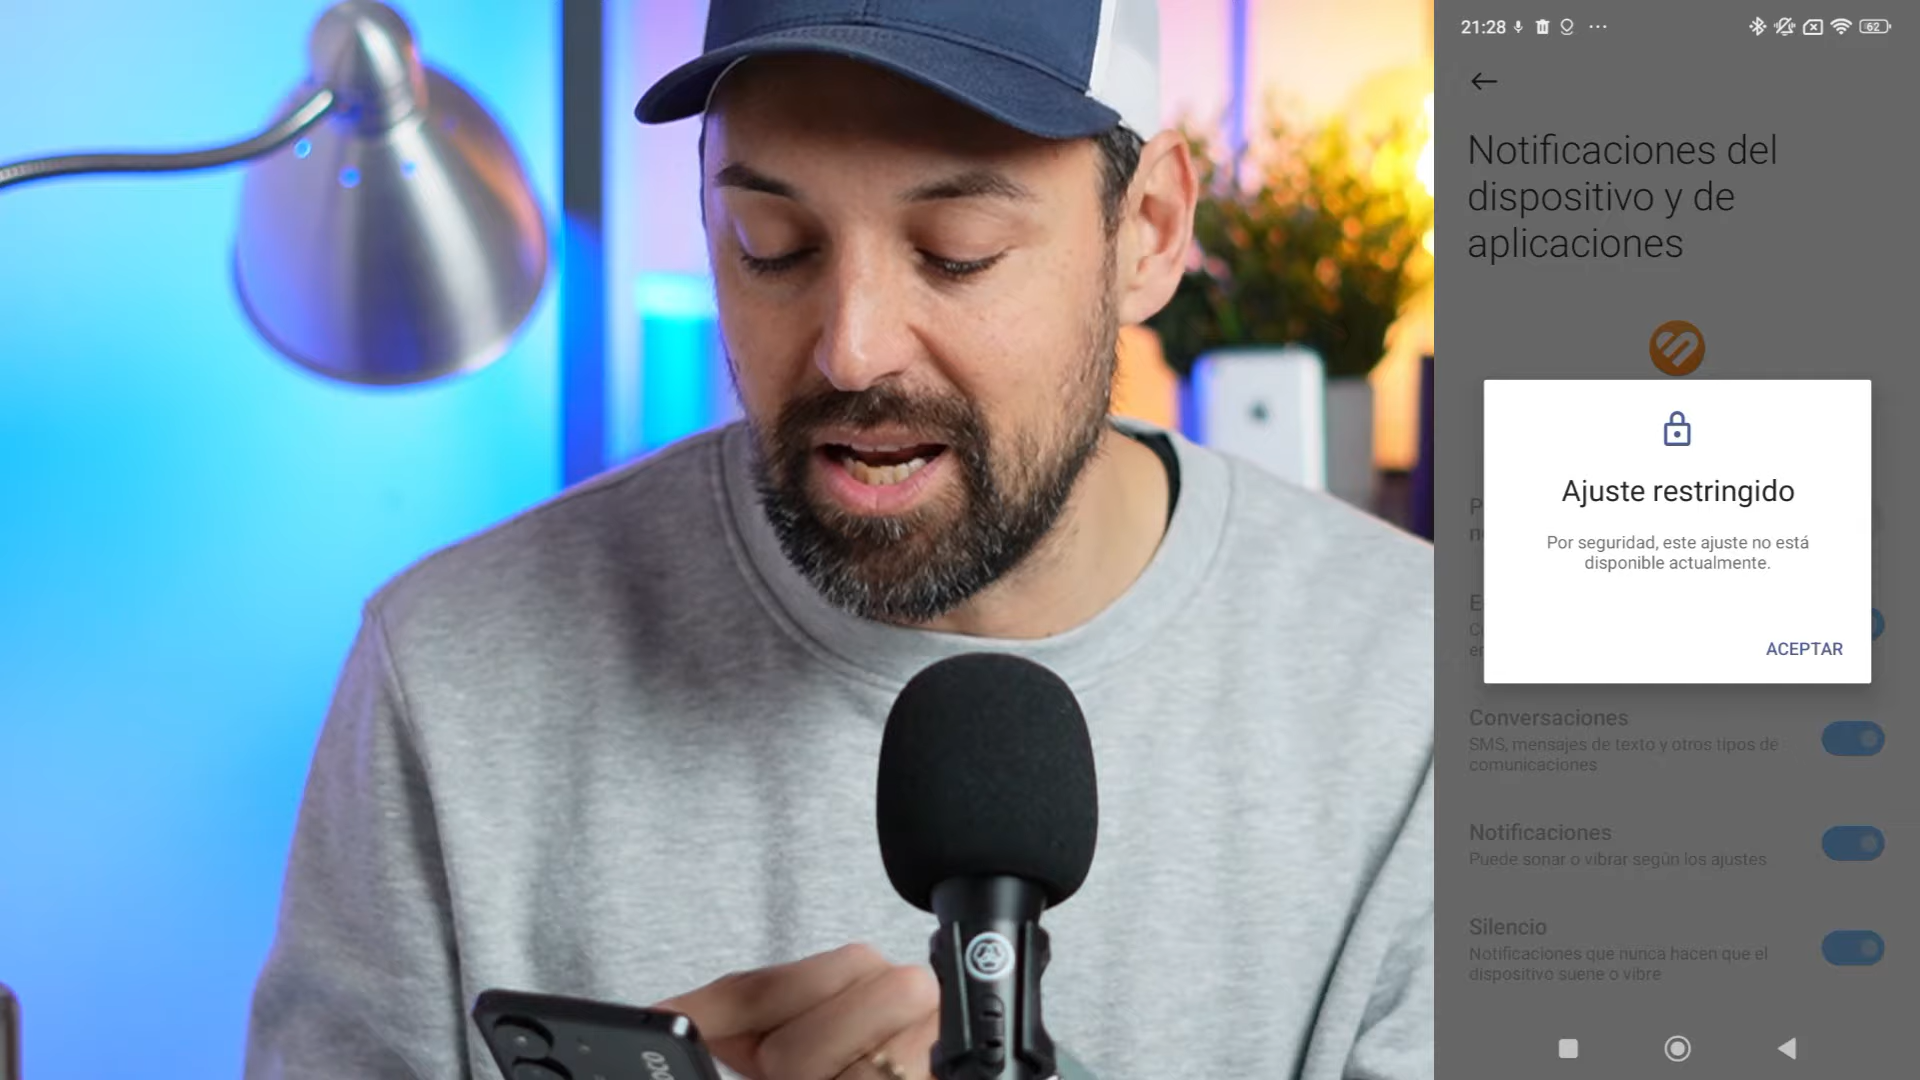 21:28
62
Notificaciones del
dispositivo y de
aplicaciones
Ajuste restringido
Por seguridad, este ajuste no está
disponible actualmente.
ACEPTAR
Conversaciones
SMS, mensajes de texto y otros tipos de
comunicaciones
Notificaciones
Puede sonar o vibrar según los ajustes
Silencio
Notificaciones que nunca hacen que el
dispositivo suene o vibre